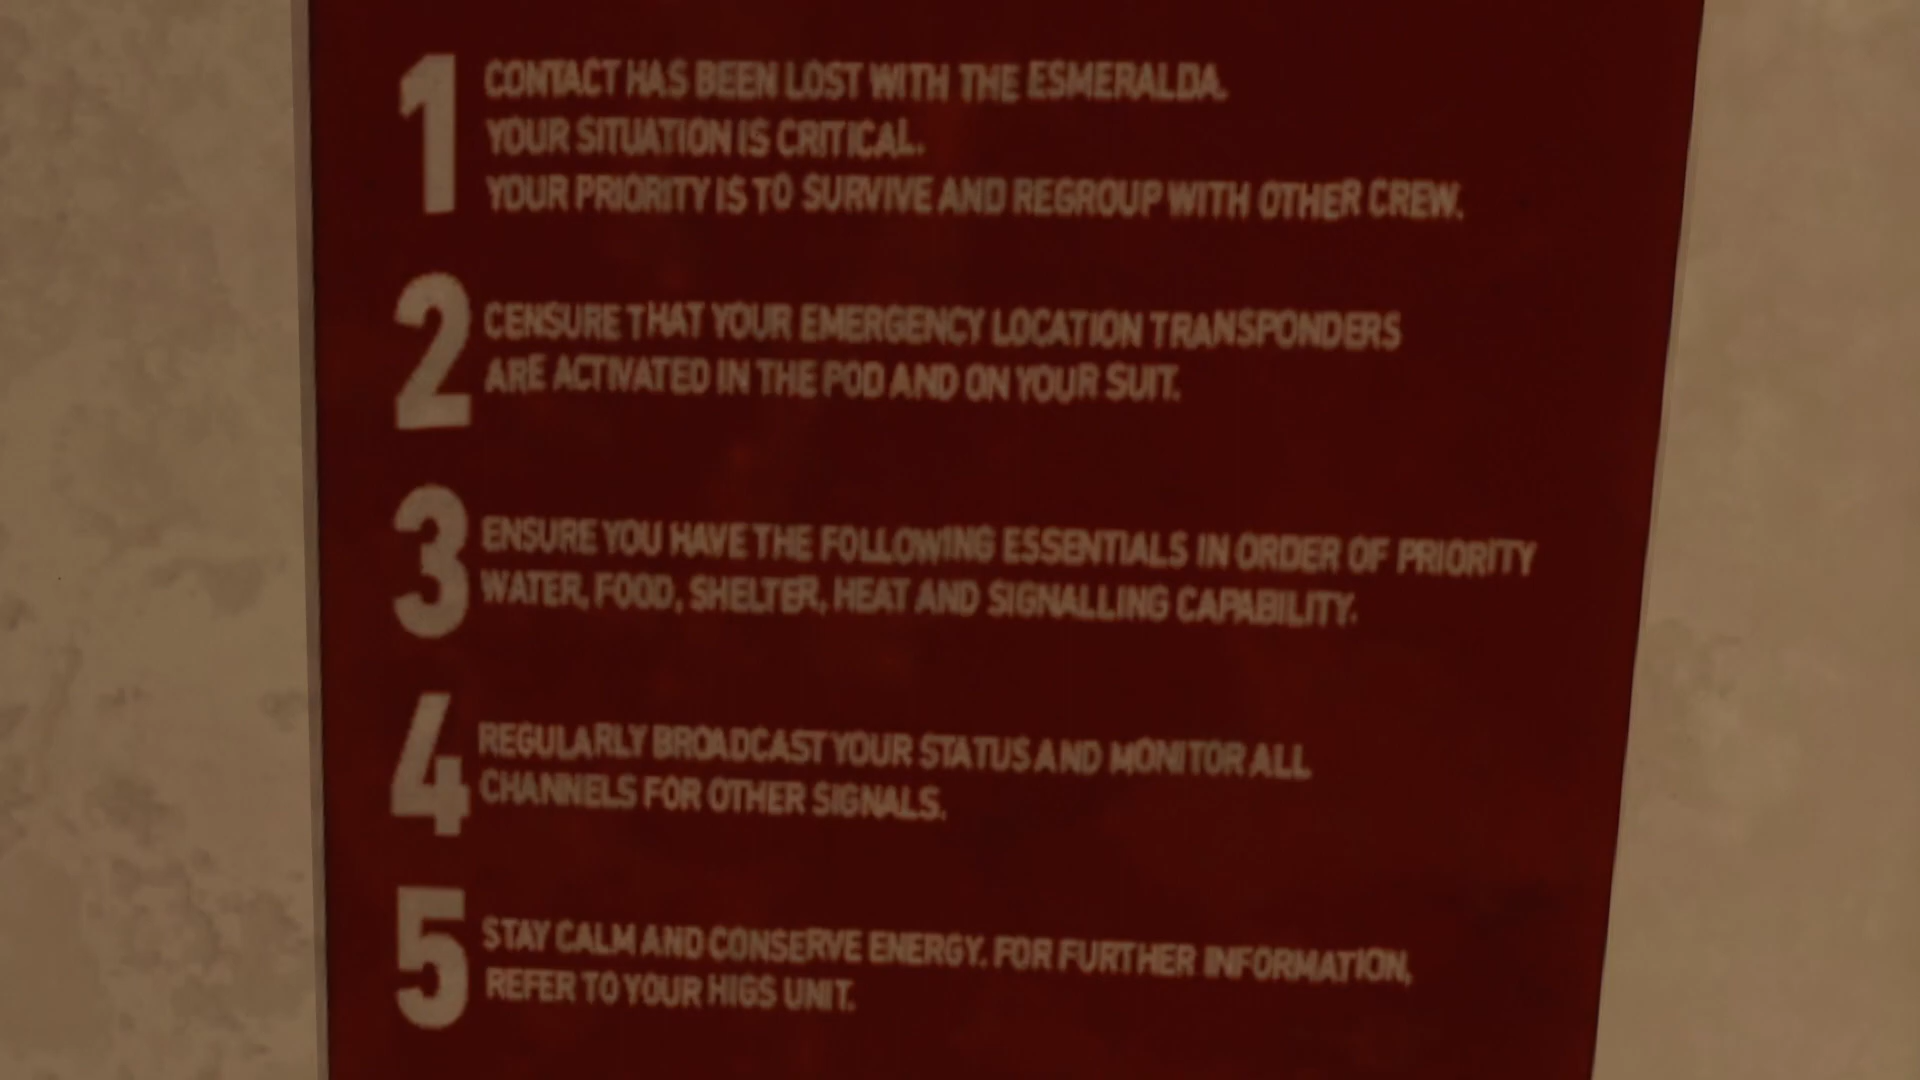 1
CONTACT HAS BEEN LOST WITH THE ESMERALDA.
YOUR SITUATION IS CRITICAL.
YOUR PRIORITY IS TO SURVIVE AND REGROUP WITH OTHER CREW.
2
CENSURE THAT YOUR EMERGENCY LOCATION TRANSPONDERS
ARE ACTIVATED IN THE POD AND ON YOUR SUIT.
3
ENSURE YOU HAVE THE FOLLOWING ESSENTIALS IN ORDER OF PRIORITY
WATER, FOOD, SHELTER, HEAT AND SIGNALLING CAPABILITY.
4
REGULARLY BROADCAST YOUR STATUS AND MONITOR ALL
CHANNELS FOR OTHER SIGNALS.
5
STAY CALM AND CONSERVE ENERGY. FOR FURTHER INFORMATION,
REFER TO YOUR HIGS UNIT.